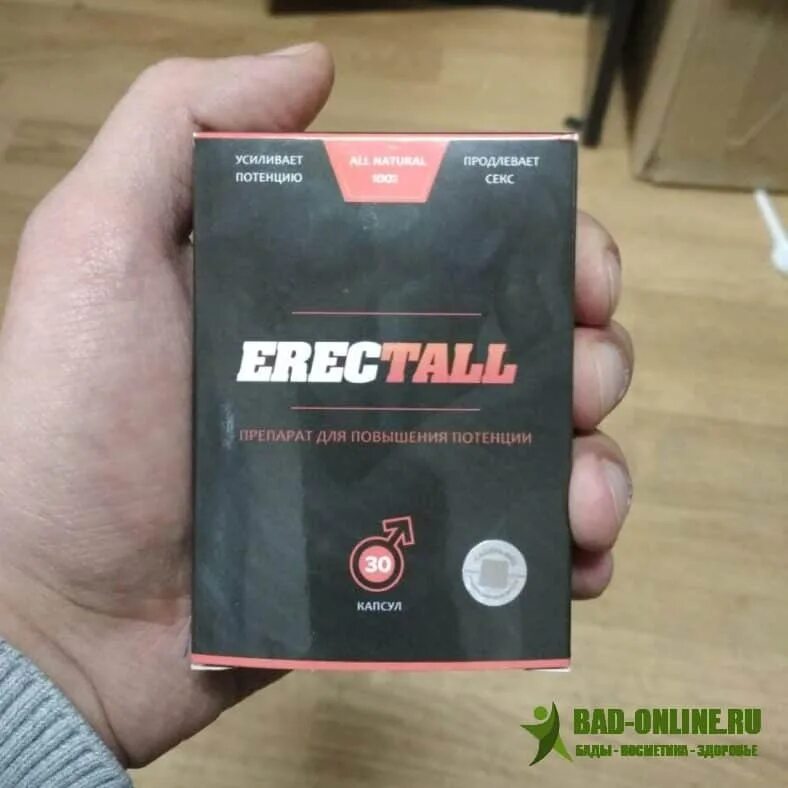 УСИЛИВАЕТ
ПОТЕНЦИЮ
ALL NATURAL
100%
ПРОДЛЕВАЕТ
СЕКС
ERECTALL
ПРЕПАРАТ ДЛЯ ПОВЫШЕНИЯ ПОТЕНЦИИ
30
КАПСУЛ
BAD-ONLINE.RU
БАДЫ - КОСМЕТИКА - ЗДОРОВЬЕ